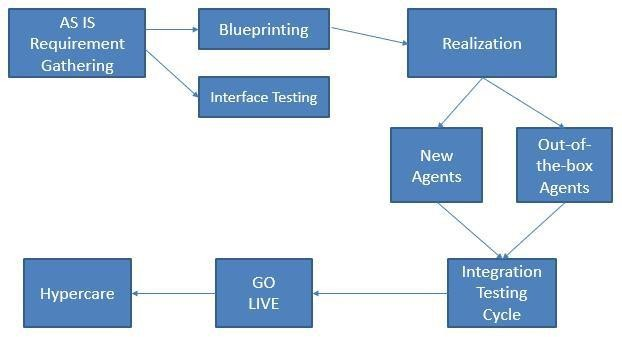 AS IS
Requirement
Gathering
Blueprinting
Realization
Interface Testing
New
Agents
Out-of-
the-box
Agents
Hypercare
GO
LIVE
Integration
Testing
Cycle